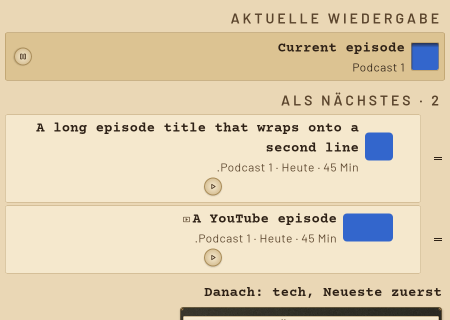 AKTUELLE WIEDERGABE
Current episode
Podcast 1
ALS NÄCHSTES · 2
A long episode title that wraps onto a
second line
.Podcast 1 · Heute · 45 Min
A YouTube episode
.Podcast 1 · Heute · 45 Min
Danach: tech, Neueste zuerst